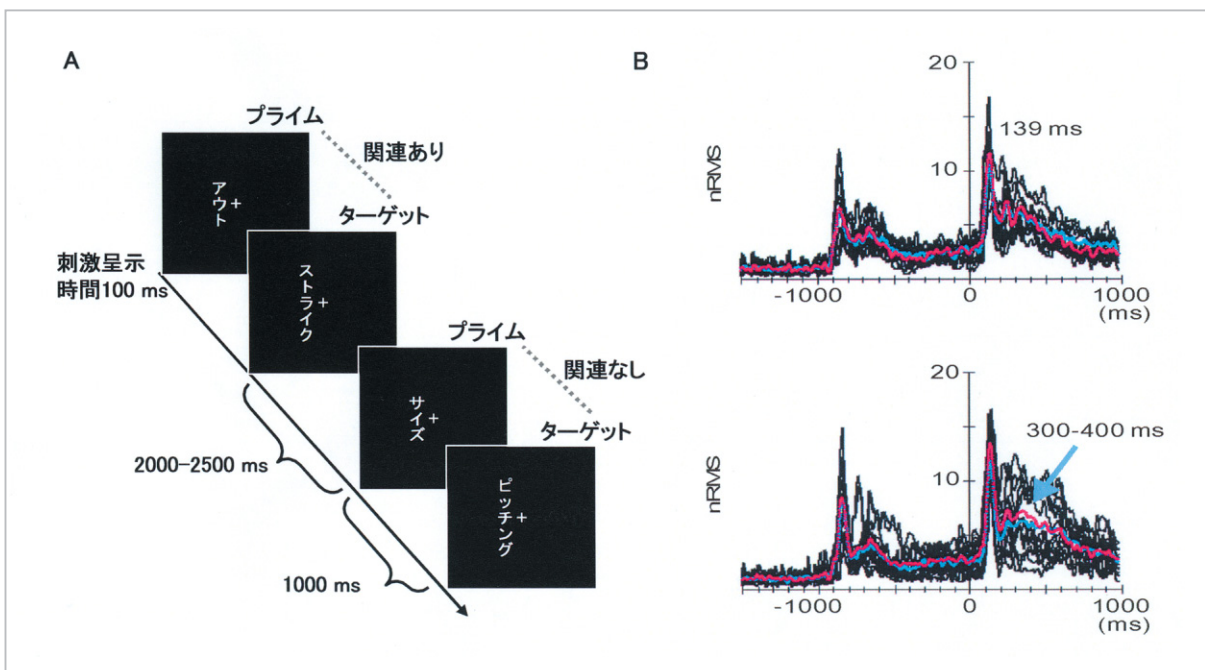 A
プライム
関連あり
アウト
+
ターゲット
刺激呈示
時間100 ms
ストライク
+
プライム
関連なし
サイズ
+
ターゲット
2000-2500 ms
ピッチング
+
1000 ms
B
20
139 ms
10
nRMS
-1000
0
1000
(ms)
20
300-400 ms
10
nRMS
-1000
0
1000
(ms)